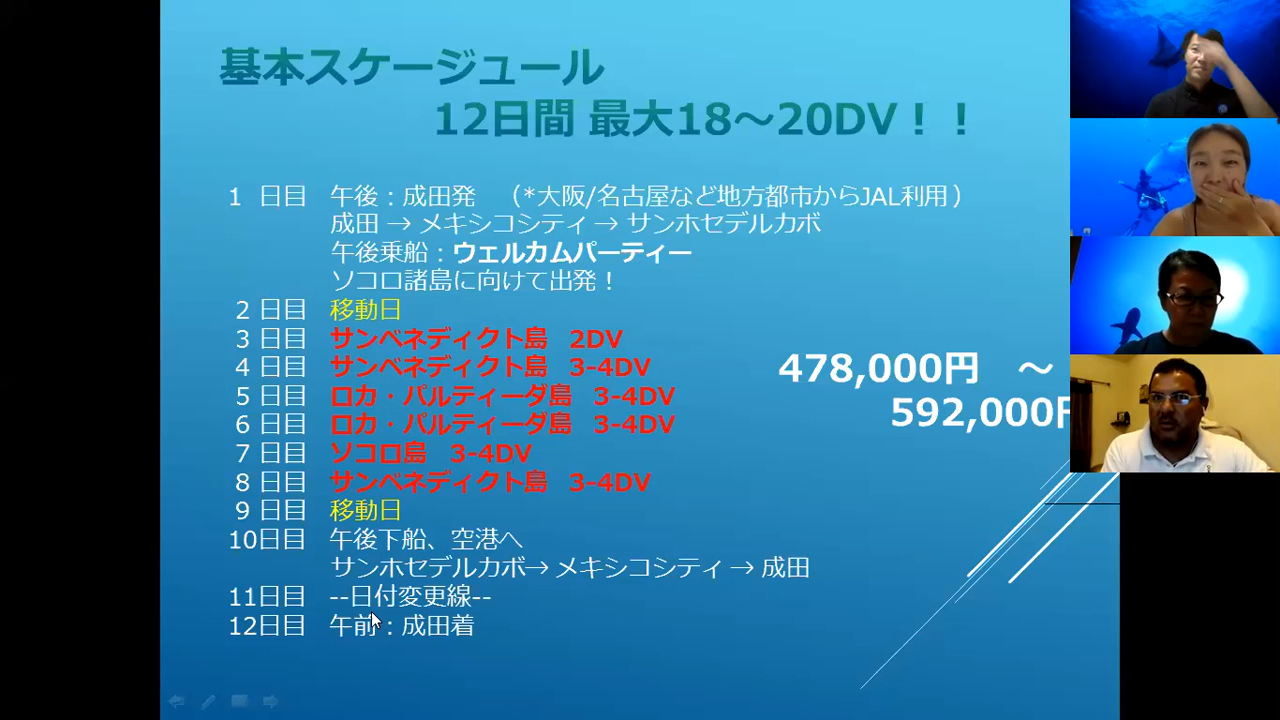 基本スケージュール
12日間 最大18～20DV！！
1 日目 午後：成田発 （*大阪/名古屋など地方都市からJAL利用）
成田 → メキシコシティ → サンホセデルカボ
午後乗船：ウェルカムパーティー
ソコロ諸島に向けて出発！
2 日目 移動日
3 日目 サンベネディクト島 2DV
4 日目 サンベネディクト島 3-4DV
5 日目 ロカ・パルティーダ島 3-4DV
6 日目 ロカ・パルティーダ島 3-4DV
7 日目 ソコロ島 3-4DV
8 日目 サンベネディクト島 3-4DV
9 日目 移動日
10日目 午後下船、空港へ
サンホセデルカボ→ メキシコシティ → 成田
11日目 --日付変更線--
12日目 午前：成田着
478,000円 ～
592,000円